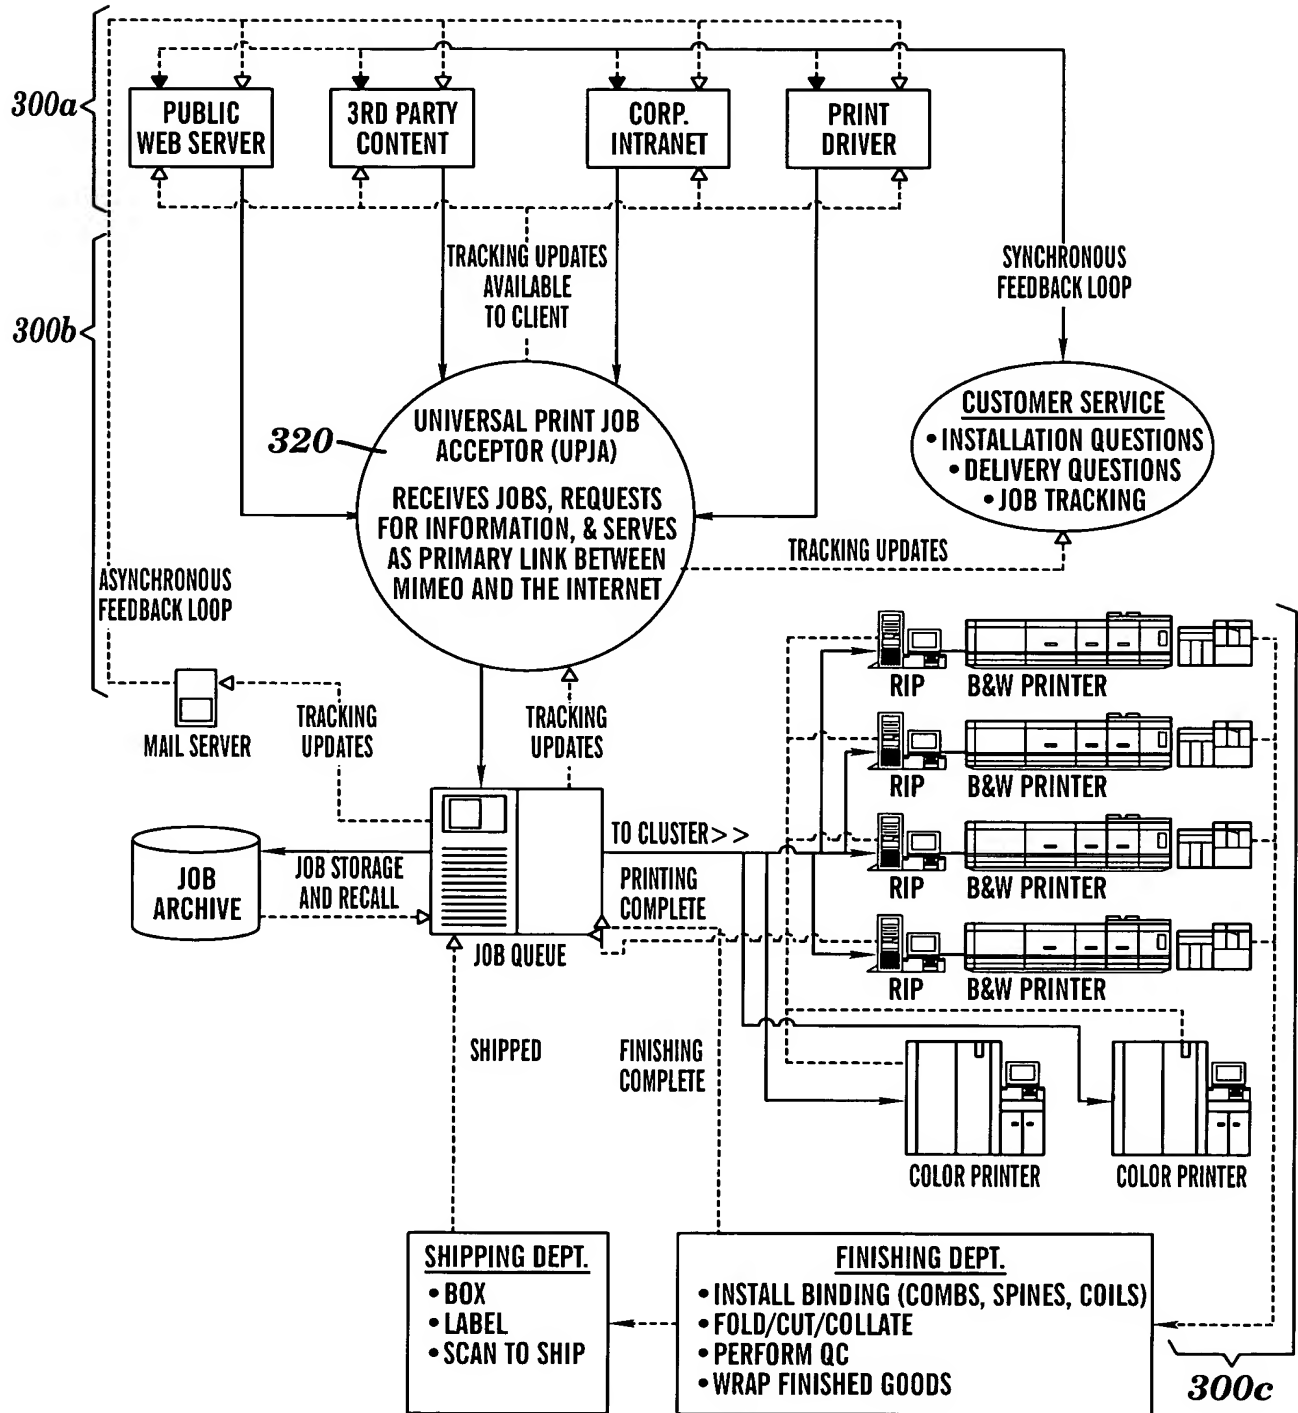 300a
PUBLIC
WEB SERVER
3RD PARTY
CONTENT
CORP.
INTRANET
PRINT
DRIVER
300b
TRACKING UPDATES
AVAILABLE
TO CLIENT
SYNCHRONOUS
FEEDBACK LOOP
320
UNIVERSAL PRINT JOB
ACCEPTOR (UPJA)
RECEIVES JOBS, REQUESTS
FOR INFORMATION, & SERVES
AS PRIMARY LINK BETWEEN
MIMEO AND THE INTERNET
CUSTOMER SERVICE
• INSTALLATION QUESTIONS
• DELIVERY QUESTIONS
• JOB TRACKING
TRACKING UPDATES
ASYNCHRONOUS
FEEDBACK LOOP
MAIL SERVER
TRACKING
UPDATES
TRACKING
UPDATES
RIP B&W PRINTER
RIP B&W PRINTER
TO CLUSTER > >
JOB
ARCHIVE
JOB STORAGE
AND RECALL
PRINTING
COMPLETE
RIP B&W PRINTER
JOB QUEUE
RIP B&W PRINTER
SHIPPED
FINISHING
COMPLETE
COLOR PRINTER
COLOR PRINTER
SHIPPING DEPT.
• BOX
• LABEL
• SCAN TO SHIP
FINISHING DEPT.
• INSTALL BINDING (COMBS, SPINES, COILS)
• FOLD/CUT/COLLATE
• PERFORM QC
• WRAP FINISHED GOODS
300c